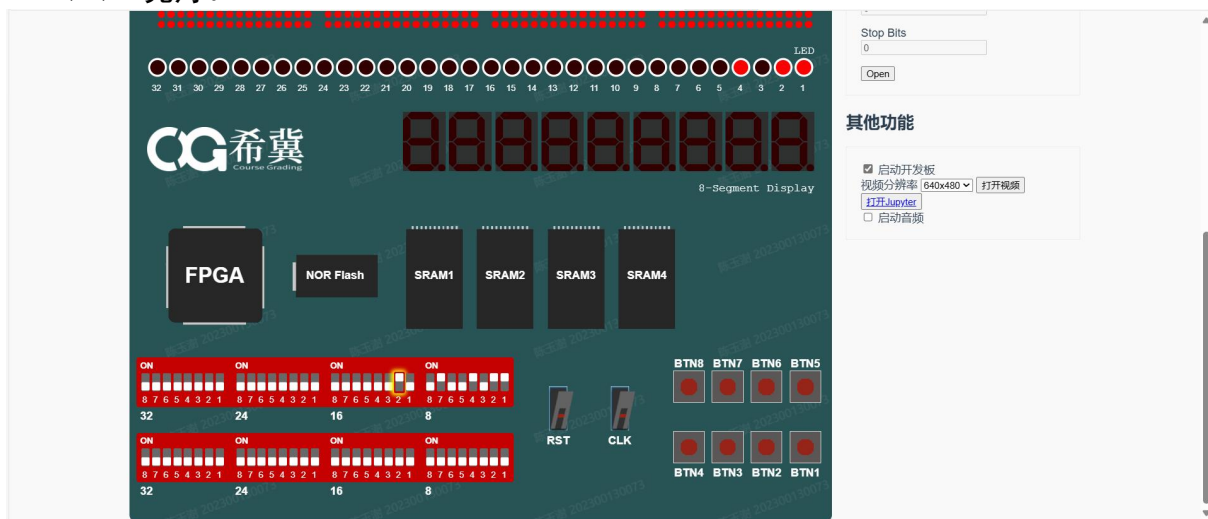 Stop Bits
0
LED
32 31 30 29 28 27 26 25 24 23 22 21 20 19 18 17 16 15 14 13 12 11 10 9 8 7 6 5 4 3 2 1
Open
CG希冀
Course Grading
其他功能
启动开发板
视频分辨率 640x480 打开视频
打开Jupyter
启动音频
8-Segment Display
FPGA
NOR Flash
SRAM1 SRAM2 SRAM3 SRAM4
ON ON ON ON
8 7 6 5 4 3 2 1 8 7 6 5 4 3 2 1 8 7 6 5 4 3 2 1 8 7 6 5 4 3 2 1
32 24 16 8
BTN8 BTN7 BTN6 BTN5
RST CLK
ON ON ON ON
8 7 6 5 4 3 2 1 8 7 6 5 4 3 2 1 8 7 6 5 4 3 2 1 8 7 6 5 4 3 2 1
32 24 16 8
BTN4 BTN3 BTN2 BTN1